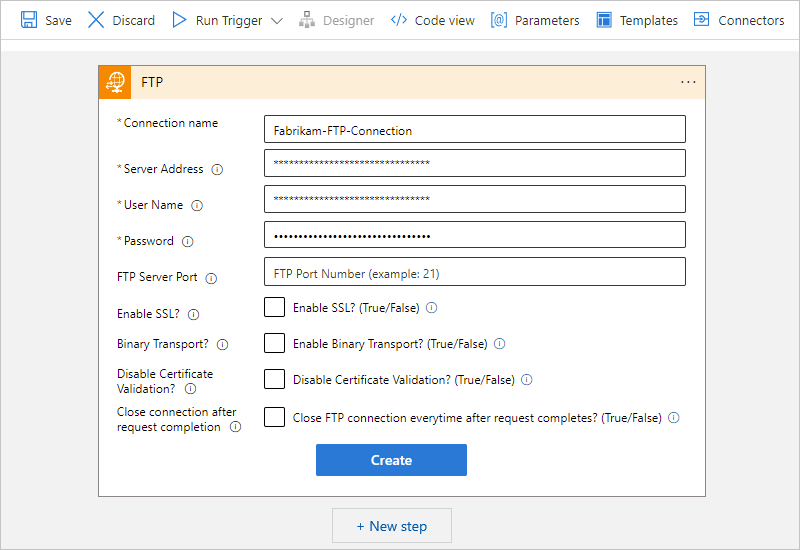 Save Discard Run Trigger Designer Code view Parameters Templates Connectors
FTP
*Connection name Fabrikam-FTP-Connection
*Server Address *******************************
*User Name *******************************
*Password ••••••••••••••••••••••••••••••••
FTP Server Port FTP Port Number (example: 21)
Enable SSL? Enable SSL? (True/False)
Binary Transport? Enable Binary Transport? (True/False)
Disable Certificate
Validation? Disable Certificate Validation? (True/False)
Close connection after
request completion Close FTP connection everytime after request completes? (True/False)
Create
+ New step